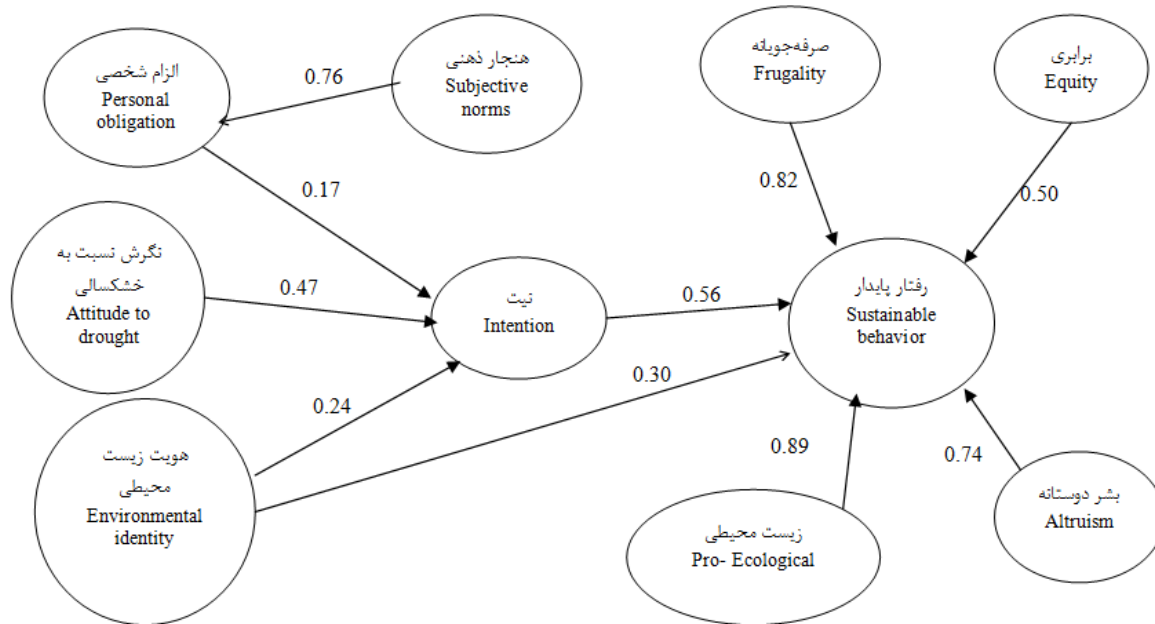 الزام شخصی
Personal
obligation
0.76
هنجار ذهنی
Subjective
norms
صرفه‌جویانه
Frugality
برابری
Equity
0.17
0.82
0.50
نگرش نسبت به
خشکسالی
Attitude to
drought
0.47
نیت
Intention
0.56
رفتار پایدار
Sustainable
behavior
0.24
0.30
هویت زیست
محیطی
Environmental
identity
0.89
زیست محیطی
Pro- Ecological
0.74
بشر دوستانه
Altruism